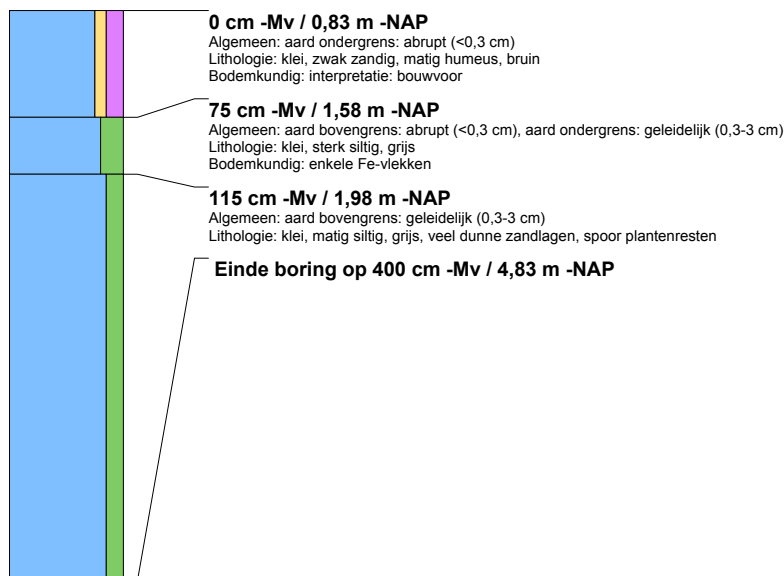 0 cm -Mv / 0,83 m -NAP
Algemeen: aard ondergrens: abrupt (<0,3 cm)
Lithologie: klei, zwak zandig, matig humeus, bruin
Bodemkundig: interpretatie: bouwvoor
75 cm -Mv / 1,58 m -NAP
Algemeen: aard bovengrens: abrupt (<0,3 cm), aard ondergrens: geleidelijk (0,3-3 cm)
Lithologie: klei, sterk siltig, grijs
Bodemkundig: enkele Fe-vlekken
115 cm -Mv / 1,98 m -NAP
Algemeen: aard bovengrens: geleidelijk (0,3-3 cm)
Lithologie: klei, matig siltig, grijs, veel dunne zandlagen, spoor plantenresten
Einde boring op 400 cm -Mv / 4,83 m -NAP